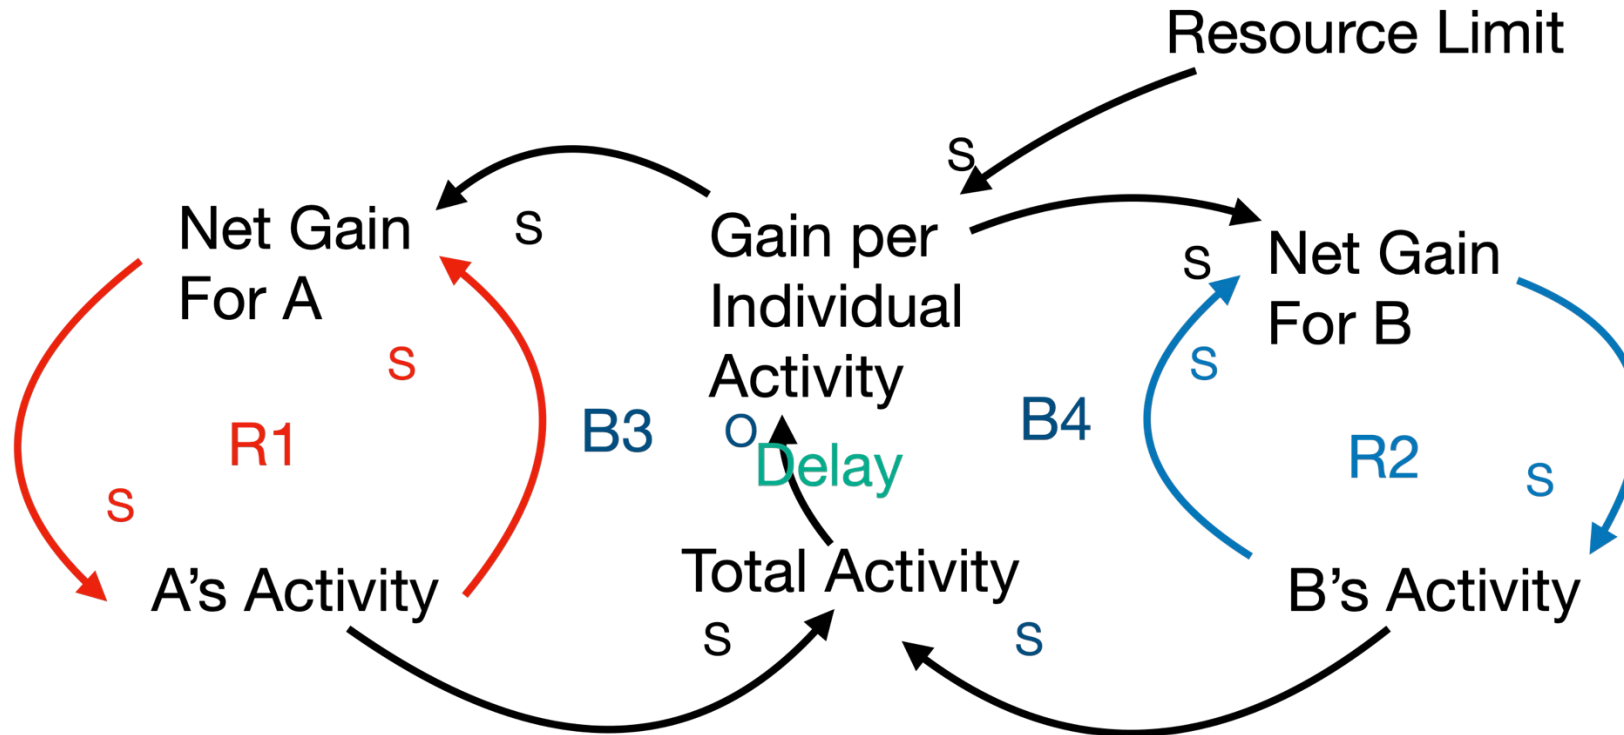 Resource Limit
S
Net Gain
For A
S
Gain per
Individual
Activity
S
Net Gain
For B
S
S
R1
B3
O
Delay
B4
R2
S
S
A’s Activity
Total Activity
B’s Activity
S
S